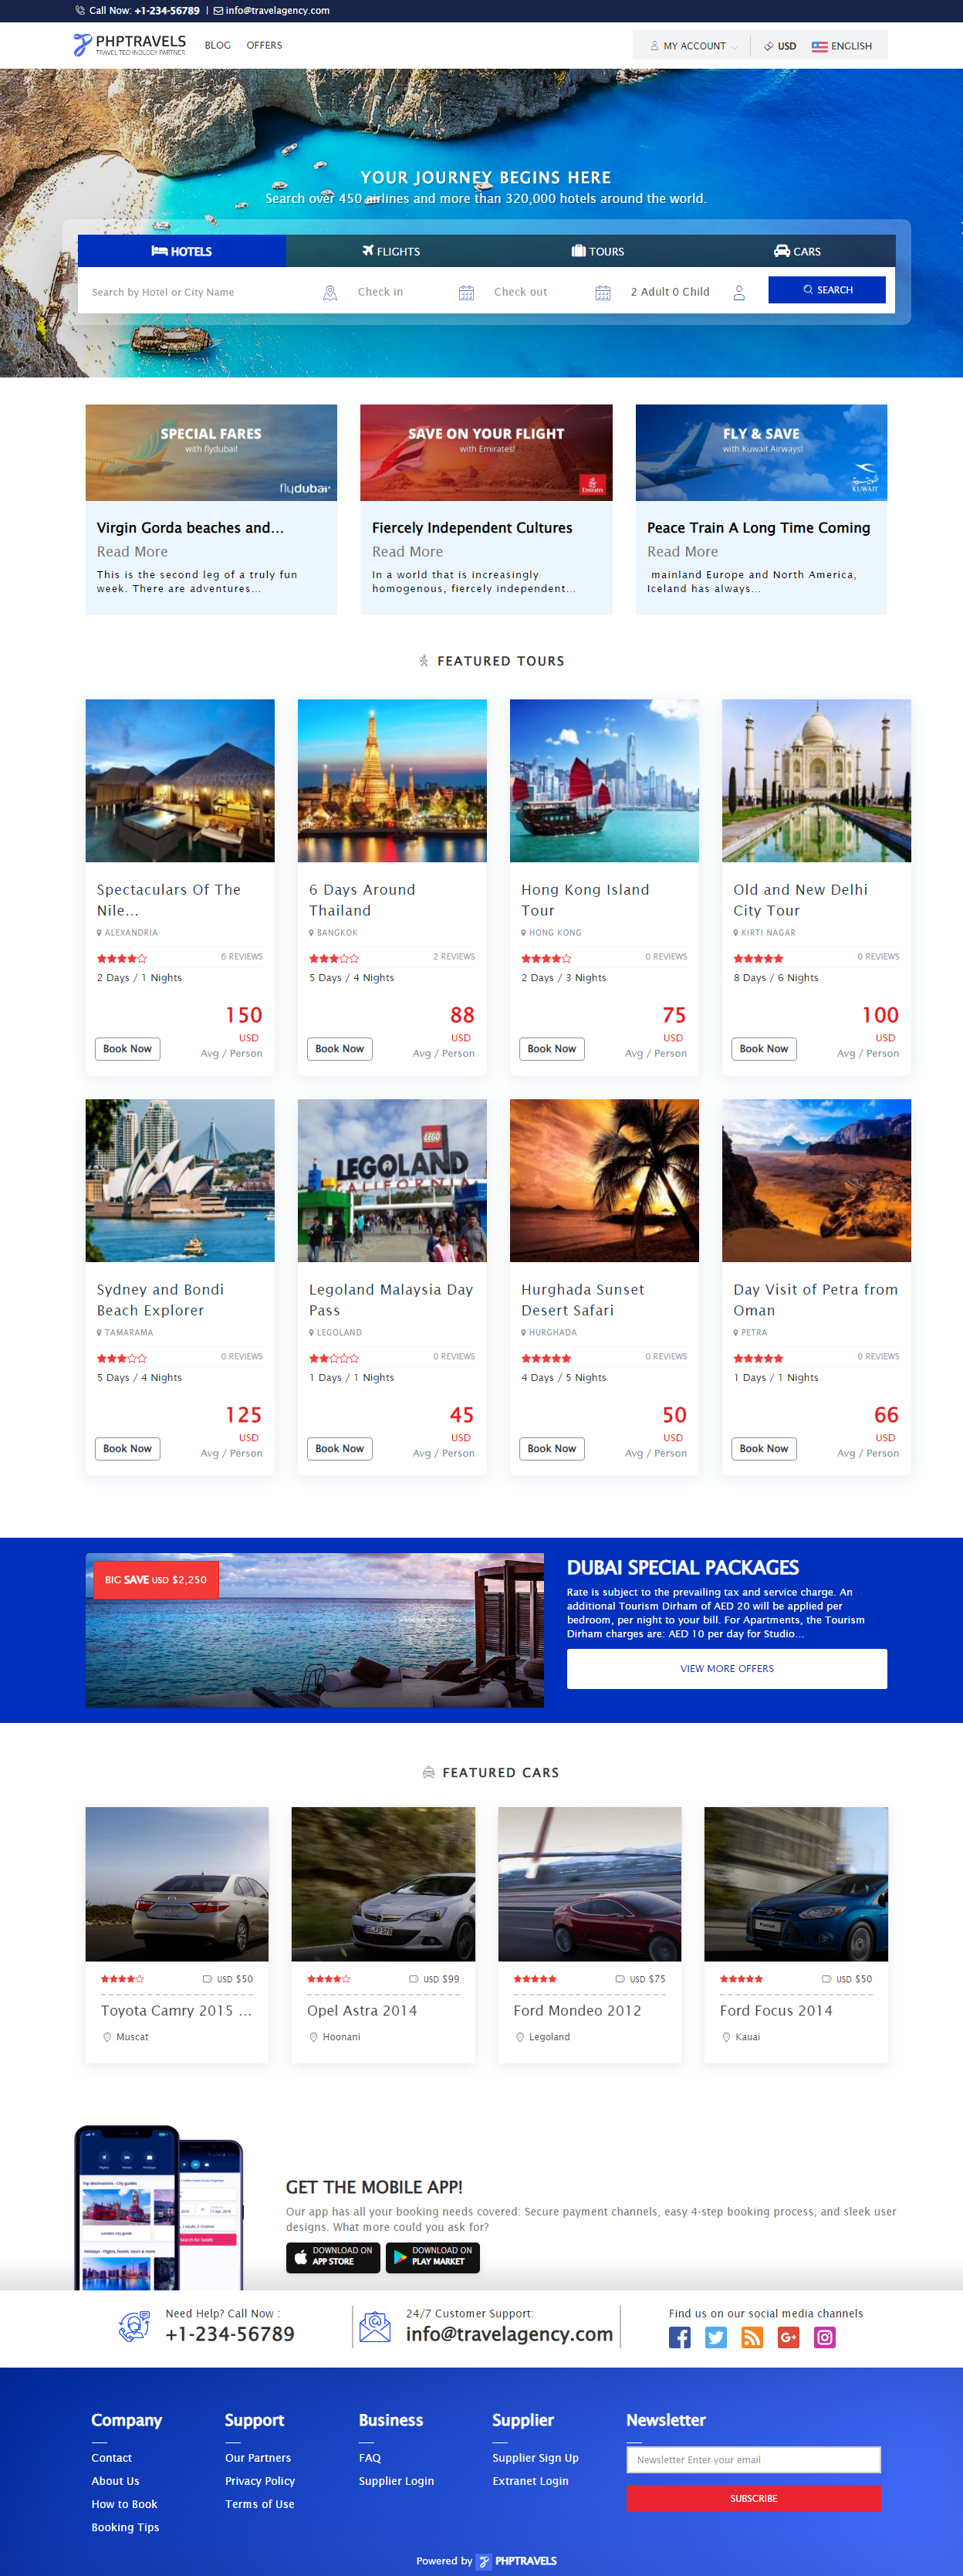 Call Now: +1-234-56789 | info@travelagency.com
PHPTRAVELS
TRAVEL TECHNOLOGY PARTNER
BLOG OFFERS
MY ACCOUNT USD ENGLISH
YOUR JOURNEY BEGINS HERE
Search over 450 airlines and more than 320,000 hotels around the world.
HOTELS FLIGHTS TOURS CARS
Search by Hotel or City Name Check in Check out 2 Adult 0 Child SEARCH
SPECIAL FARES
with flydubai!
flydubai
SAVE ON YOUR FLIGHT
with Emirates!
Emirates
FLY & SAVE
with Kuwait Airways!
KUWAIT
Virgin Gorda beaches and...
Read More
This is the second leg of a truly fun
week. There are adventures...
Fiercely Independent Cultures
Read More
In a world that is increasingly
homogenous, fiercely independent...
Peace Train A Long Time Coming
Read More
mainland Europe and North America,
Iceland has always...
FEATURED TOURS
Spectaculars Of The
Nile...
ALEXANDRIA
6 REVIEWS
2 Days / 1 Nights
150
USD
Book Now
Avg / Person
6 Days Around
Thailand
BANGKOK
2 REVIEWS
5 Days / 4 Nights
88
USD
Book Now
Avg / Person
Hong Kong Island
Tour
HONG KONG
0 REVIEWS
2 Days / 3 Nights
75
USD
Book Now
Avg / Person
Old and New Delhi
City Tour
KIRTI NAGAR
0 REVIEWS
8 Days / 6 Nights
100
USD
Book Now
Avg / Person
LEGO
LEGOLAND
CALIFORNIA
Sydney and Bondi
Beach Explorer
TAMARAMA
0 REVIEWS
5 Days / 4 Nights
125
USD
Book Now
Avg / Person
Legoland Malaysia Day
Pass
LEGOLAND
0 REVIEWS
1 Days / 1 Nights
45
USD
Book Now
Avg / Person
Hurghada Sunset
Desert Safari
HURGHADA
0 REVIEWS
4 Days / 5 Nights
50
USD
Book Now
Avg / Person
Day Visit of Petra from
Oman
PETRA
0 REVIEWS
1 Days / 1 Nights
66
USD
Book Now
Avg / Person
BIG SAVE USD $2,250
DUBAI SPECIAL PACKAGES
Rate is subject to the prevailing tax and service charge. An
additional Tourism Dirham of AED 20 will be applied per
bedroom, per night to your bill. For Apartments, the Tourism
Dirham charges are: AED 10 per day for Studio...
VIEW MORE OFFERS
FEATURED CARS
USD $50
Toyota Camry 2015 ...
Muscat
USD $99
Opel Astra 2014
Hoonani
USD $75
Ford Mondeo 2012
Legoland
Focus
USD $50
Ford Focus 2014
Kauai
Top destinations - City guides
London city guide
Holidays - Flights, hotels, tours & more
Search for hotels
GET THE MOBILE APP!
Our app has all your booking needs covered: Secure payment channels, easy 4-step booking process, and sleek user
designs. What more could you ask for?
DOWNLOAD ON
APP STORE
DOWNLOAD ON
PLAY MARKET
Need Help? Call Now :
+1-234-56789
24/7 Customer Support:
info@travelagency.com
Find us on our social media channels
Company
Contact
About Us
How to Book
Booking Tips
Support
Our Partners
Privacy Policy
Terms of Use
Business
FAQ
Supplier Login
Supplier
Supplier Sign Up
Extranet Login
Newsletter
Newsletter Enter your email
SUBSCRIBE
Powered by PHPTRAVELS